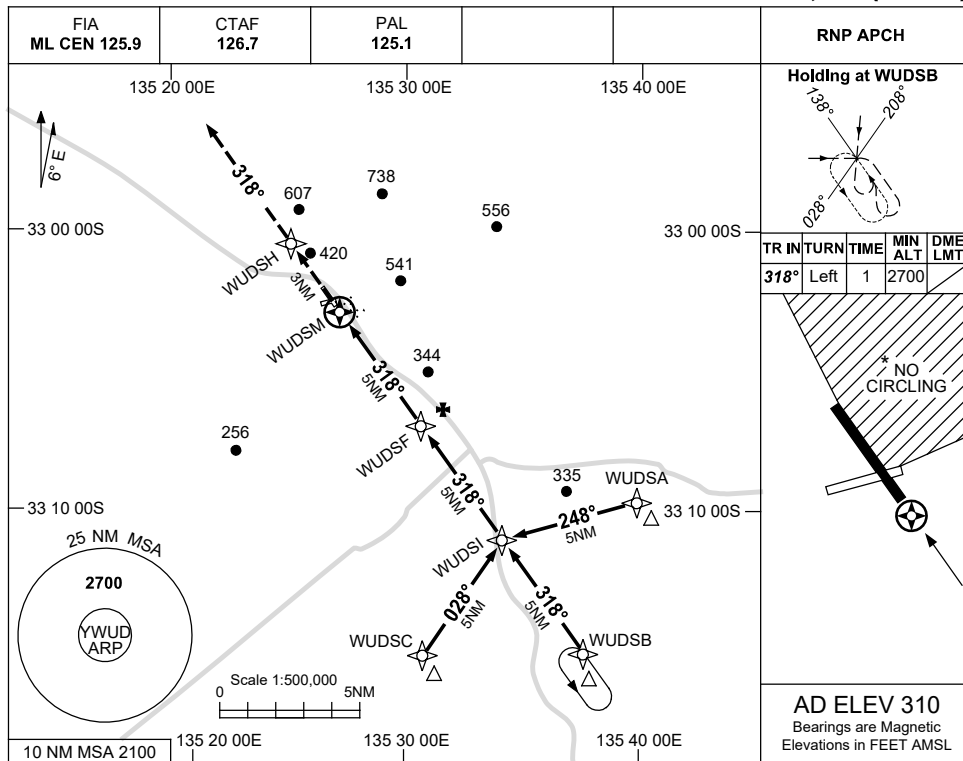 FIA
ML CEN 125.9
CTAF
126.7
PAL
125.1
RNP APCH
135 20 00E
135 30 00E
135 40 00E
Holding at WUDSB
138°
208°
028°
6° E
318°
607
738
556
33 00 00S
33 00 00S
WUDSH
420
541
3NM
WUDSM
TR IN
TURN
TIME
MIN ALT
DME LMT
318°
Left
1
2700
344
318°
5NM
* NO
CIRCLING
256
WUDSF
318°
5NM
335
WUDSA
33 10 00S
33 10 00S
248°
5NM
WUDSI
25 NM MSA
2700
YWUD
ARP
028°
5NM
318°
5NM
WUDSC
WUDSB
Scale 1:500,000
0
5NM
AD ELEV 310
Bearings are Magnetic
Elevations in FEET AMSL
10 NM MSA 2100
135 20 00E
135 30 00E
135 40 00E